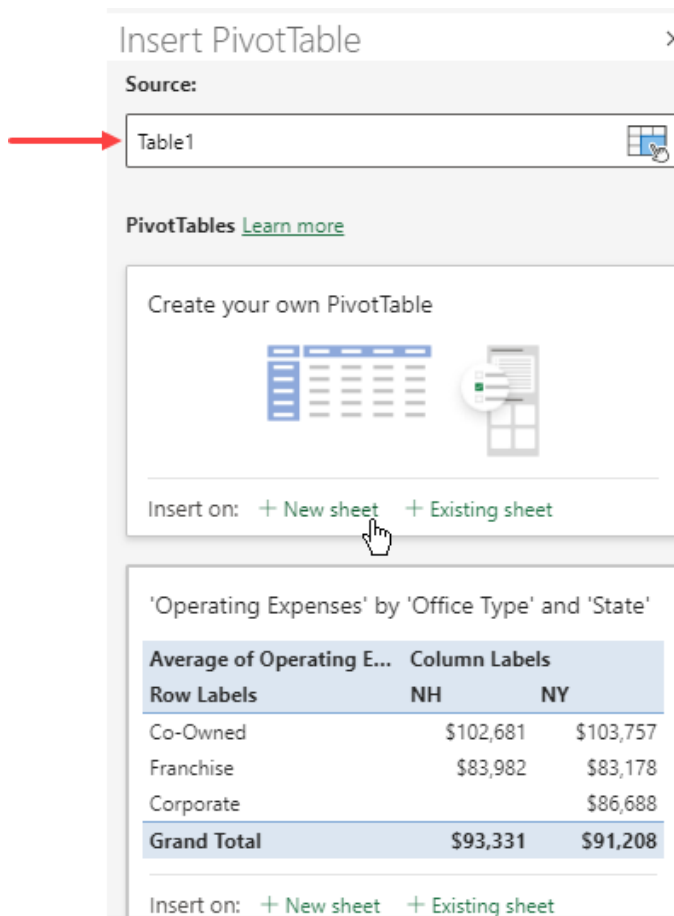 Insert PivotTable
Source:
Table1
PivotTables Learn more
Create your own PivotTable
Insert on: + New sheet + Existing sheet
'Operating Expenses' by 'Office Type' and 'State'
Average of Operating E... Column Labels
Row Labels NH NY
Co-Owned $102,681 $103,757
Franchise $83,982 $83,178
Corporate $86,688
Grand Total $93,331 $91,208
Insert on: + New sheet + Existing sheet